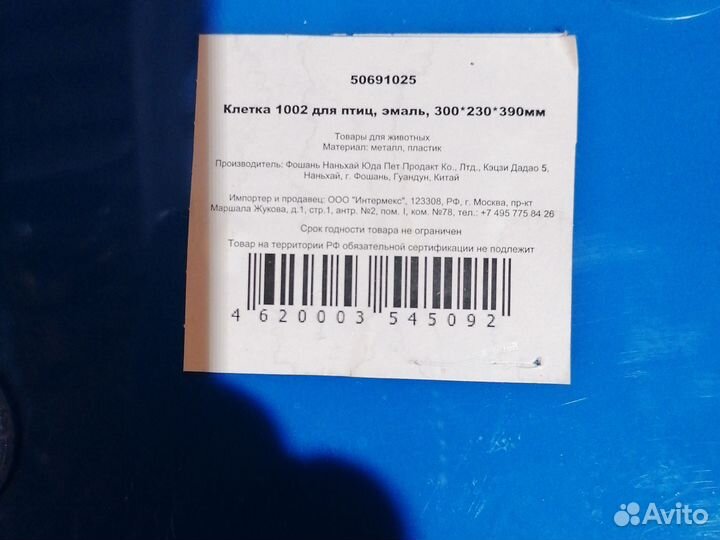 50691025
Клетка 1002 для птиц, эмаль, 300*230*390мм
Товары для животных
Материал: металл, пластик
Производитель: Фошань Наньхай Юда Пет Продакт Ко., Лтд., Кэцзи Дадао 5,
Наньхай, г. Фошань, Гуандун, Китай
Импортер и продавец: ООО "Интермекс", 123308, РФ, г. Москва, пр-кт
Маршала Жукова, д.1, стр.1, антр. №2, пом. I, ком. №78, тел.: +7 495 775 84 26
Срок годности товара не ограничен
Товар на территории РФ обязательной сертификации не подлежит
4 620003 545092
Avito